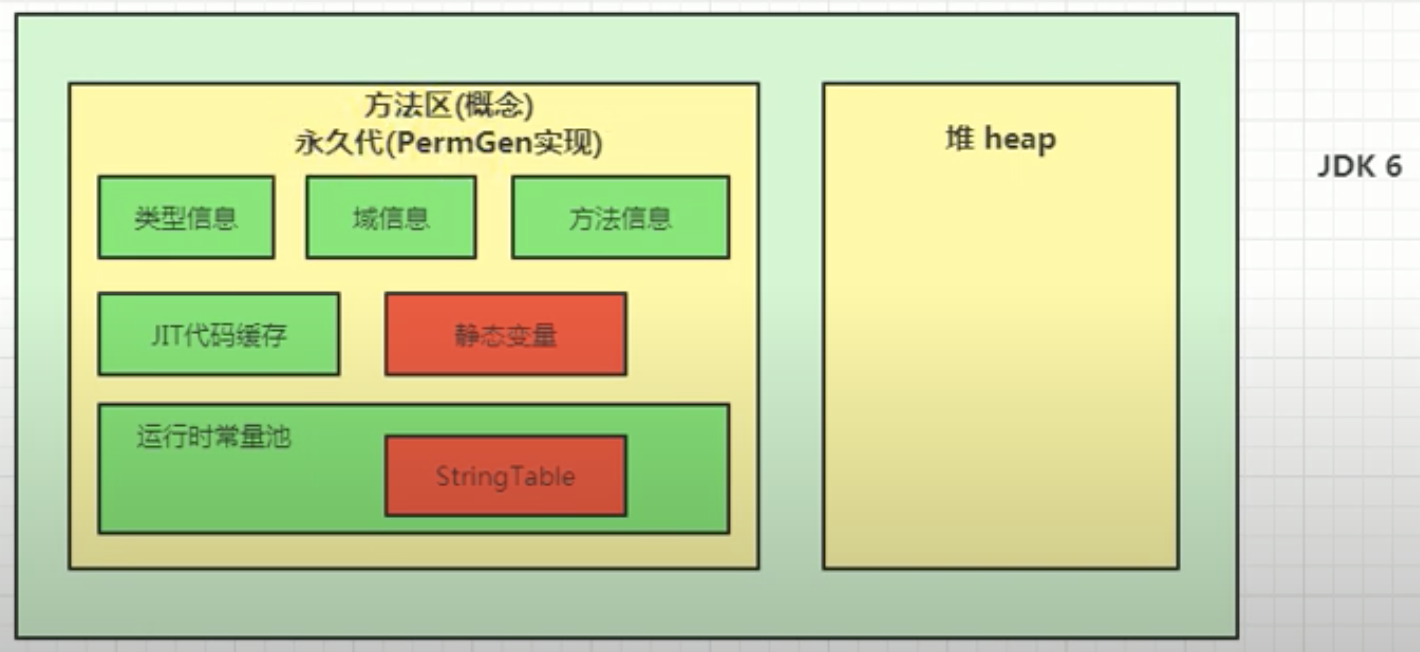 方法区(概念)
永久代(PermGen实现)
堆 heap
JDK 6
类型信息
域信息
方法信息
JIT代码缓存
静态变量
运行时常量池
StringTable